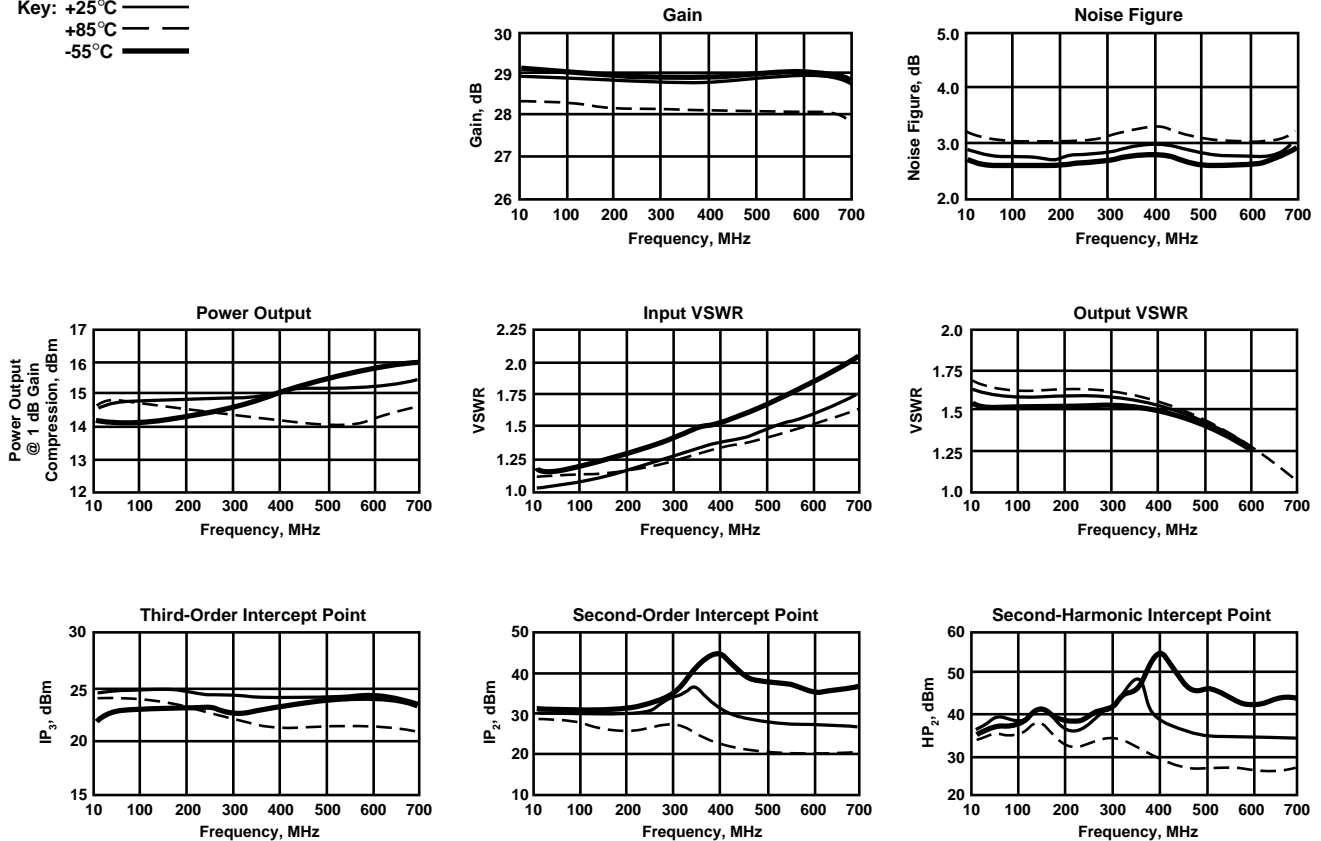 Key: +25°C
+85°C
-55°C
Gain
Gain, dB
30
29
28
27
26
10 100 200 300 400 500 600 700
Frequency, MHz
Noise Figure
Noise Figure, dB
5.0
4.0
3.0
2.0
10 100 200 300 400 500 600 700
Frequency, MHz
Power Output
Power Output
@ 1 dB Gain
Compression, dBm
17
16
15
14
13
12
10 100 200 300 400 500 600 700
Frequency, MHz
Input VSWR
VSWR
2.25
2.0
1.75
1.5
1.25
1.0
10 100 200 300 400 500 600 700
Frequency, MHz
Output VSWR
VSWR
2.0
1.75
1.5
1.25
1.0
10 100 200 300 400 500 600 700
Frequency, MHz
Third-Order Intercept Point
IP3, dBm
30
25
20
15
10 100 200 300 400 500 600 700
Frequency, MHz
Second-Order Intercept Point
IP2, dBm
50
40
30
20
10
10 100 200 300 400 500 600 700
Frequency, MHz
Second-Harmonic Intercept Point
HP2, dBm
60
50
40
30
20
10 100 200 300 400 500 600 700
Frequency, MHz